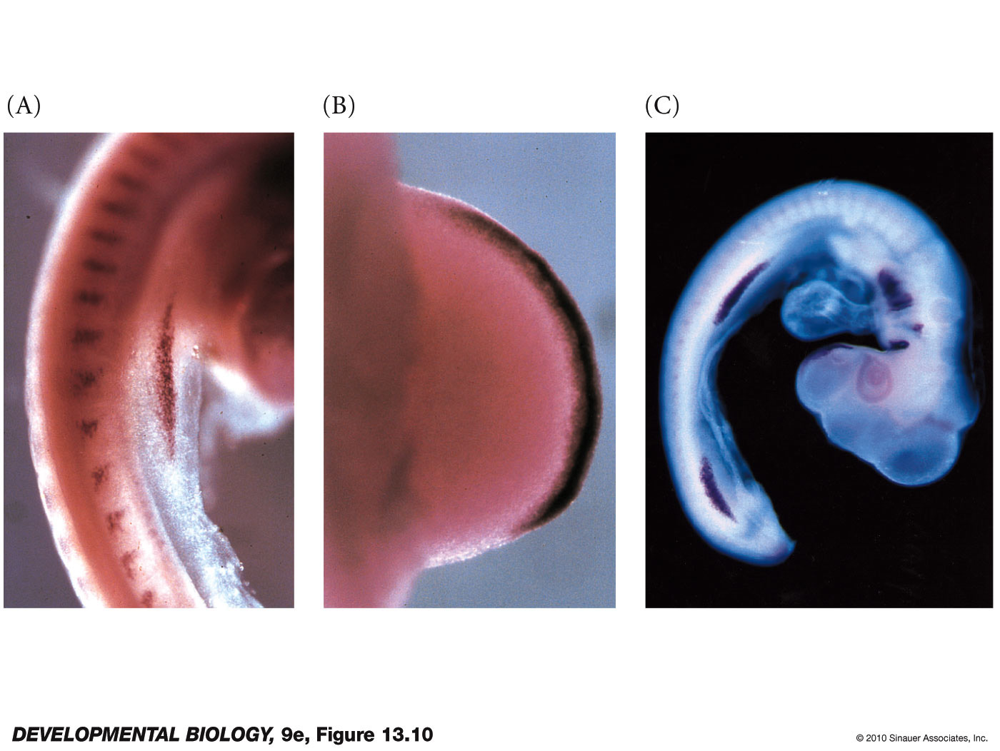 (A)
(B)
(C)
DEVELOPMENTAL BIOLOGY, 9e, Figure 13.10
© 2010 Sinauer Associates, Inc.